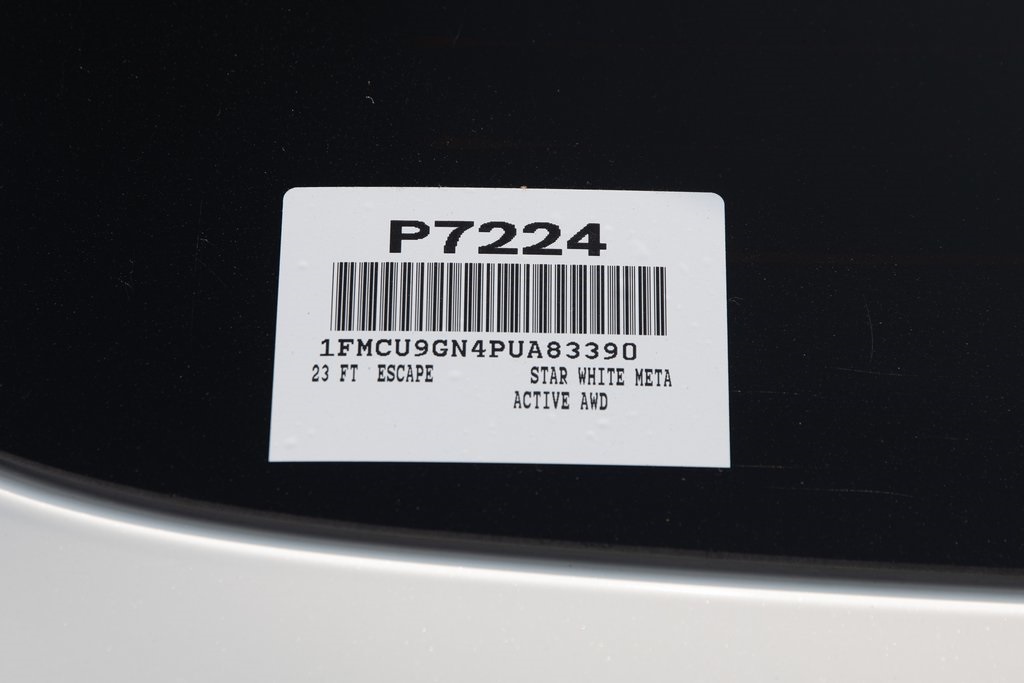 P7224
1FMCU9GN4PUA83390
23 FT ESCAPE STAR WHITE META
ACTIVE AWD